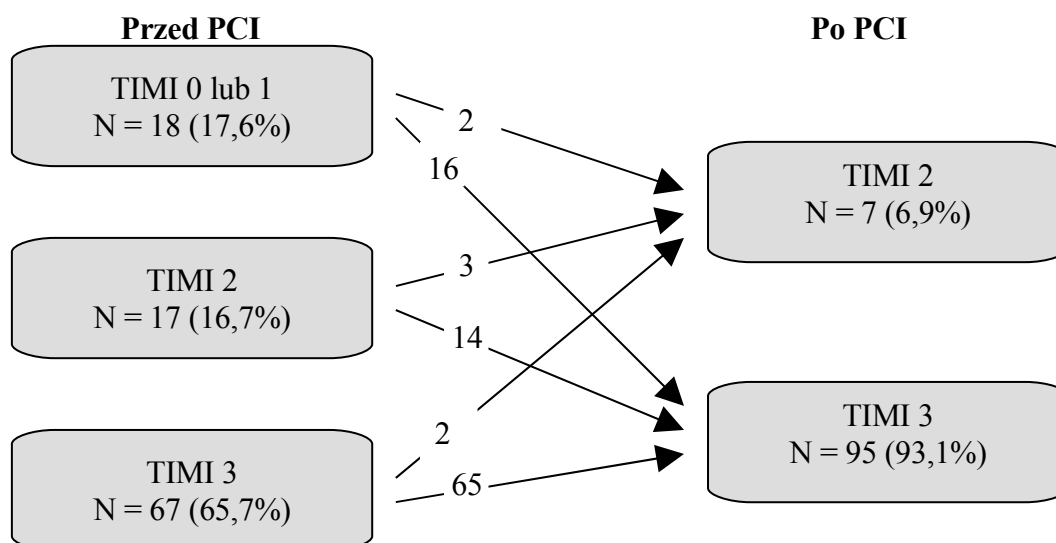 Przed PCI
Po PCI
TIMI 0 lub 1
N = 18 (17,6%)
2
16
TIMI 2
N = 7 (6,9%)
TIMI 2
N = 17 (16,7%)
3
14
TIMI 3
N = 95 (93,1%)
TIMI 3
N = 67 (65,7%)
2
65